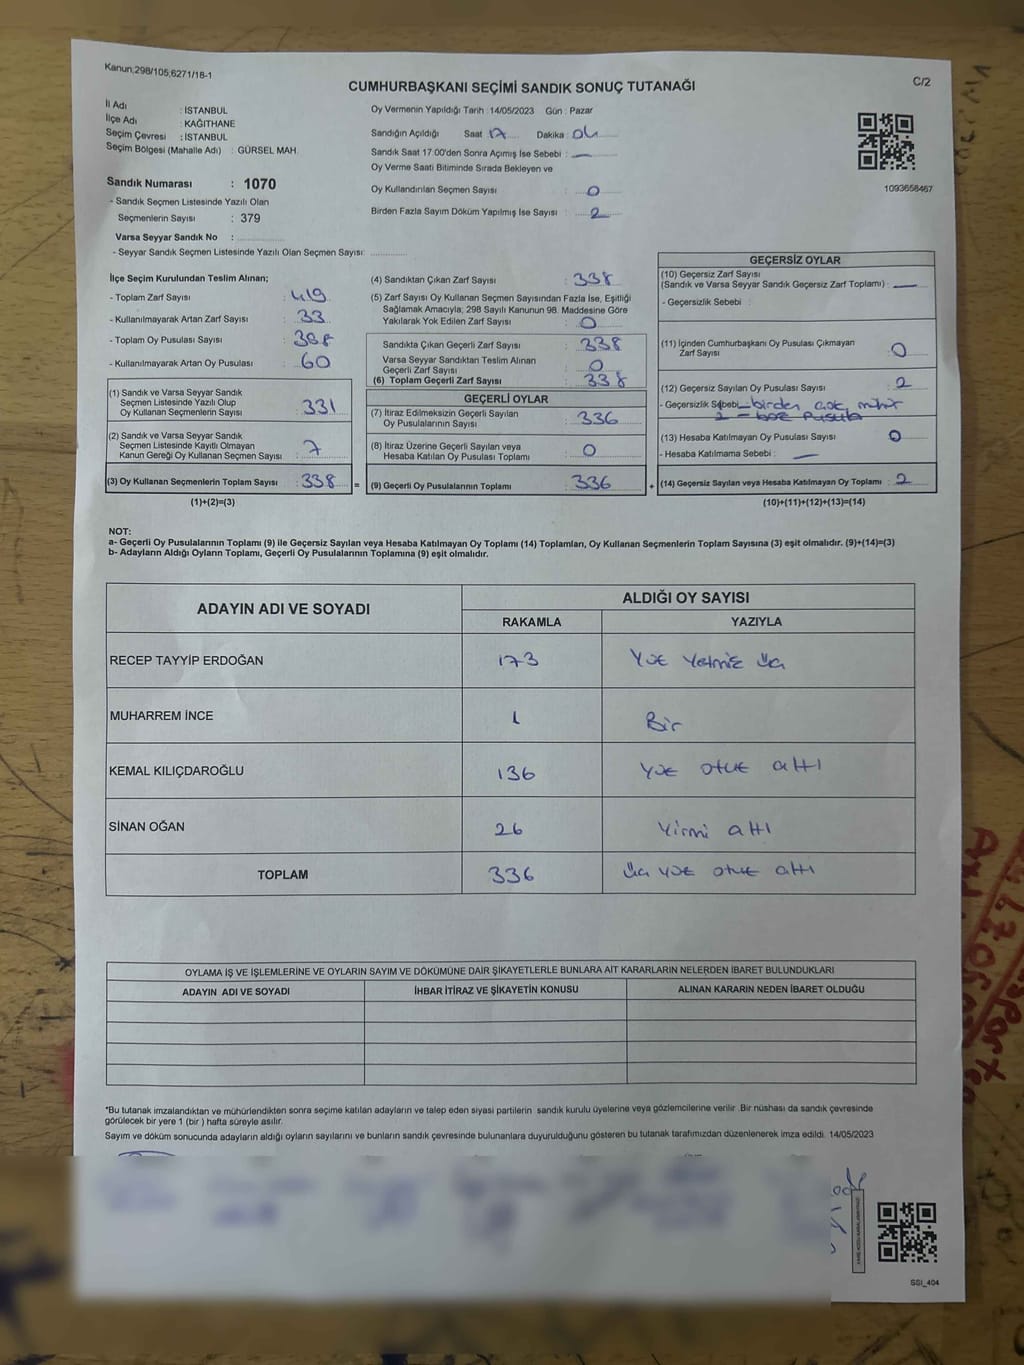 Kanun;298/105;6271/18-1
C/2
CUMHURBAŞKANI SEÇİMİ SANDIK SONUÇ TUTANAĞI
İl Adı : İSTANBUL
İlçe Adı : KAĞITHANE
Seçim Çevresi : İSTANBUL
Seçim Bölgesi (Mahalle Adı) : GÜRSEL MAH.
Sandık Numarası : 1070
- Sandık Seçmen Listesinde Yazılı Olan
Seçmenlerin Sayısı : 379
Varsa Seyyar Sandık No :
- Seyyar Sandık Seçmen Listesinde Yazılı Olan Seçmen Sayısı:
Oy Vermenin Yapıldığı Tarih :14/05/2023 Gün : Pazar
Sandığın Açıldığı Saat : 17 Dakika : 04
Sandık Saat 17.00'den Sonra Açımış İse Sebebi : —
Oy Verme Saati Bitiminde Sırada Bekleyen ve
Oy Kullandırılan Seçmen Sayısı : 0
Birden Fazla Sayım Döküm Yapılmış İse Sayısı : 2
1093658467
İlçe Seçim Kurulundan Teslim Alınan;
- Toplam Zarf Sayısı : 419
- Kullanılmayarak Artan Zarf Sayısı : 33
- Toplam Oy Pusulası Sayısı :
- Kullanılmayarak Artan Oy Pusulası : 60
(1) Sandık ve Varsa Seyyar Sandık
Seçmen Listesinde Yazılı Olup
Oy Kullanan Seçmenlerin Sayısı : 331
(2) Sandık ve Varsa Seyyar Sandık
Seçmen Listesinde Kayıtlı Olmayan
Kanun Gereği Oy Kullanan Seçmen Sayısı : 7
(3) Oy Kullanan Seçmenlerin Toplam Sayısı : 338 =
(1)+(2)=(3)
(4) Sandıktan Çıkan Zarf Sayısı : 338
(5) Zarf Sayısı Oy Kullanan Seçmen Sayısından Fazla İse, Eşitliği
Sağlamak Amacıyla; 298 Sayılı Kanunun 98. Maddesine Göre
Yakılarak Yok Edilen Zarf Sayısı : 0
Sandıkta Çıkan Geçerli Zarf Sayısı : 338
Varsa Seyyar Sandıktan Teslim Alınan
Geçerli Zarf Sayısı : 0
(6) Toplam Geçerli Zarf Sayısı : 338
GEÇERLİ OYLAR
(7) İtiraz Edilmeksizin Geçerli Sayılan
Oy Pusulalarının Sayısı : 336
(8) İtiraz Üzerine Geçerli Sayılan veya
Hesaba Katılan Oy Pusulası Toplamı : 0
(9) Geçerli Oy Pusulalarının Toplamı : 336 +
GEÇERSİZ OYLAR
(10) Geçersiz Zarf Sayısı
(Sandık ve Varsa Seyyar Sandık Geçersiz Zarf Toplamı) : —
- Geçersizlik Sebebi :
(11) İçinden Cumhurbaşkanı Oy Pusulası Çıkmayan
Zarf Sayısı : 0
(12) Geçersiz Sayılan Oy Pusulası Sayısı : 2
- Geçersizlik Sebebi birden çok mühür
2 - boz pusula
(13) Hesaba Katılmayan Oy Pusulası Sayısı : 0
- Hesaba Katılmama Sebebi : —
(14) Geçersiz Sayılan veya Hesaba Katılmayan Oy Toplamı : 2
(10)+(11)+(12)+(13)=(14)
NOT:
a- Geçerli Oy Pusulalarının Toplamı (9) ile Geçersiz Sayılan veya Hesaba Katılmayan Oy Toplamı (14) Toplamları, Oy Kullanan Seçmenlerin Toplam Sayısına (3) eşit olmalıdır. (9)+(14)=(3)
b- Adayların Aldığı Oyların Toplamı, Geçerli Oy Pusulalarının Toplamına (9) eşit olmalıdır.
ADAYIN ADI VE SOYADI ALDIĞI OY SAYISI
RAKAMLA YAZIYLA
RECEP TAYYİP ERDOĞAN 173 Yüz Yetmiş üç
MUHARREM İNCE 1 Bir
KEMAL KILIÇDAROĞLU 136 Yüz otuz altı
SİNAN OĞAN 26 Yirmi altı
TOPLAM 336 üç yüz otuz altı
OYLAMA İŞ VE İŞLEMLERİNE VE OYLARIN SAYIM VE DÖKÜMÜNE DAİR ŞİKAYETLERLE BUNLARA AİT KARARLARIN NELERDEN İBARET BULUNDUKLARI
ADAYIN ADI VE SOYADI İHBAR İTİRAZ VE ŞİKAYETİN KONUSU ALINAN KARARIN NEDEN İBARET OLDUĞU
*Bu tutanak imzalandıktan ve mühürlendikten sonra seçime katılan adayların ve talep eden siyasi partilerin sandık kurulu üyelerine veya gözlemcilerine verilir .Bir nüshası da sandık çevresinde
görülecek bir yere 1 (bir ) hafta süreyle asılır.
Sayım ve döküm sonucunda adayların aldığı oyların sayılarını ve bunların sandık çevresinde bulunanlara duyurulduğunu gösteren bu tutanak tarafımızdan düzenlenerek imza edildi. 14/05/2023
SSI_404